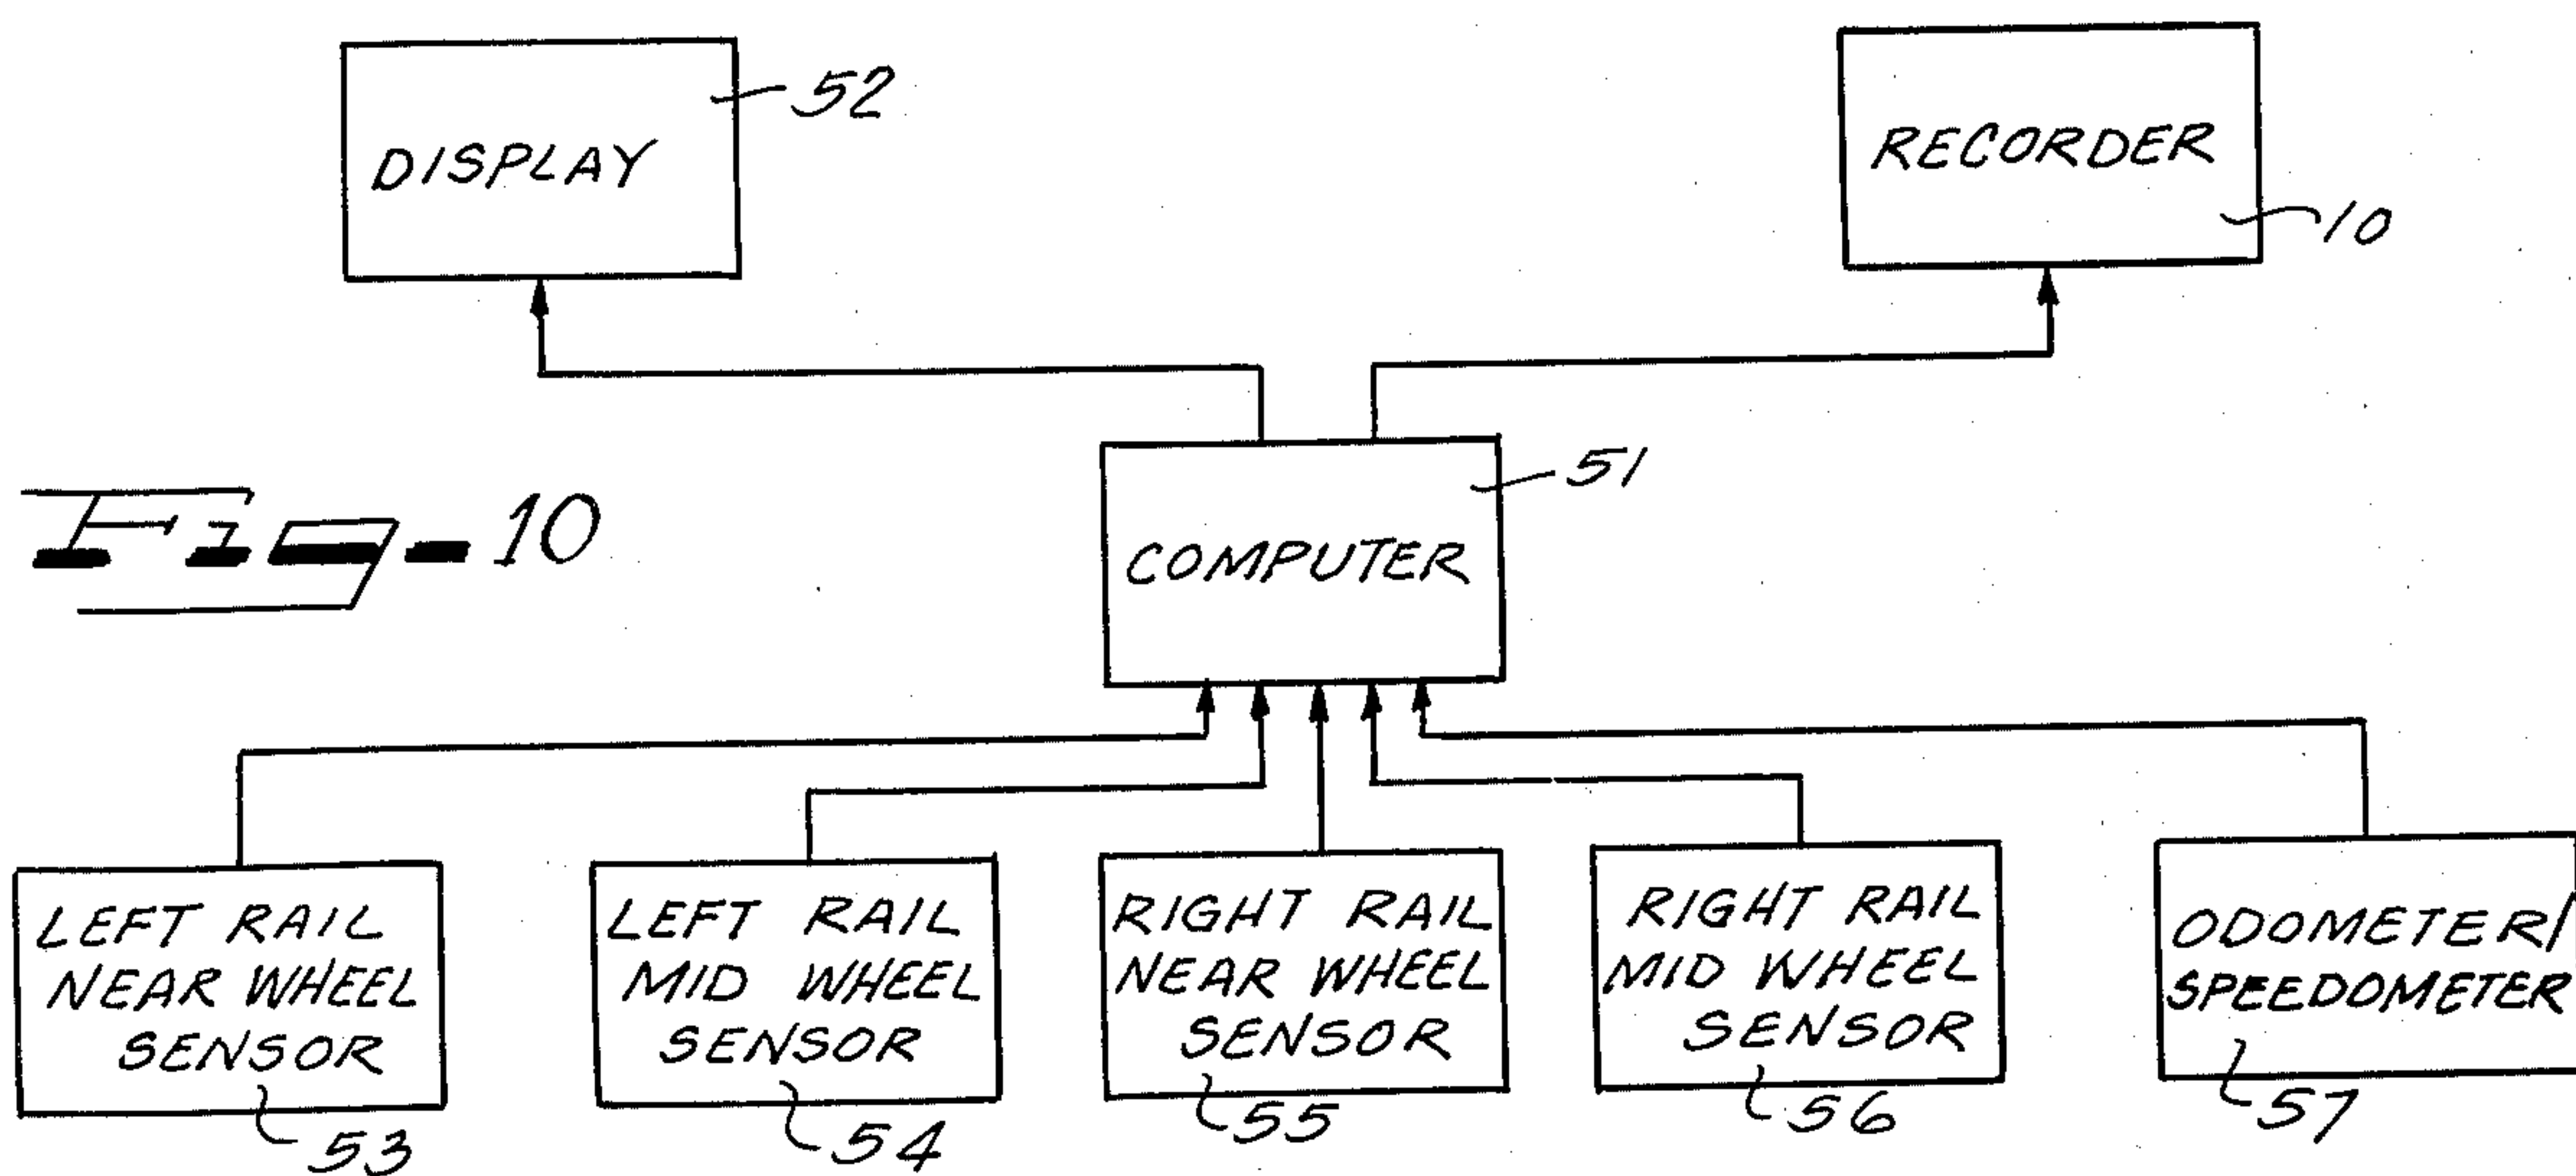 DISPLAY
52
RECORDER
10
Fig-10
COMPUTER
51
LEFT RAIL
NEAR WHEEL
SENSOR
53
LEFT RAIL
MID WHEEL
SENSOR
54
RIGHT RAIL
NEAR WHEEL
SENSOR
55
RIGHT RAIL
MID WHEEL
SENSOR
56
ODOMETER/
SPEEDOMETER
57